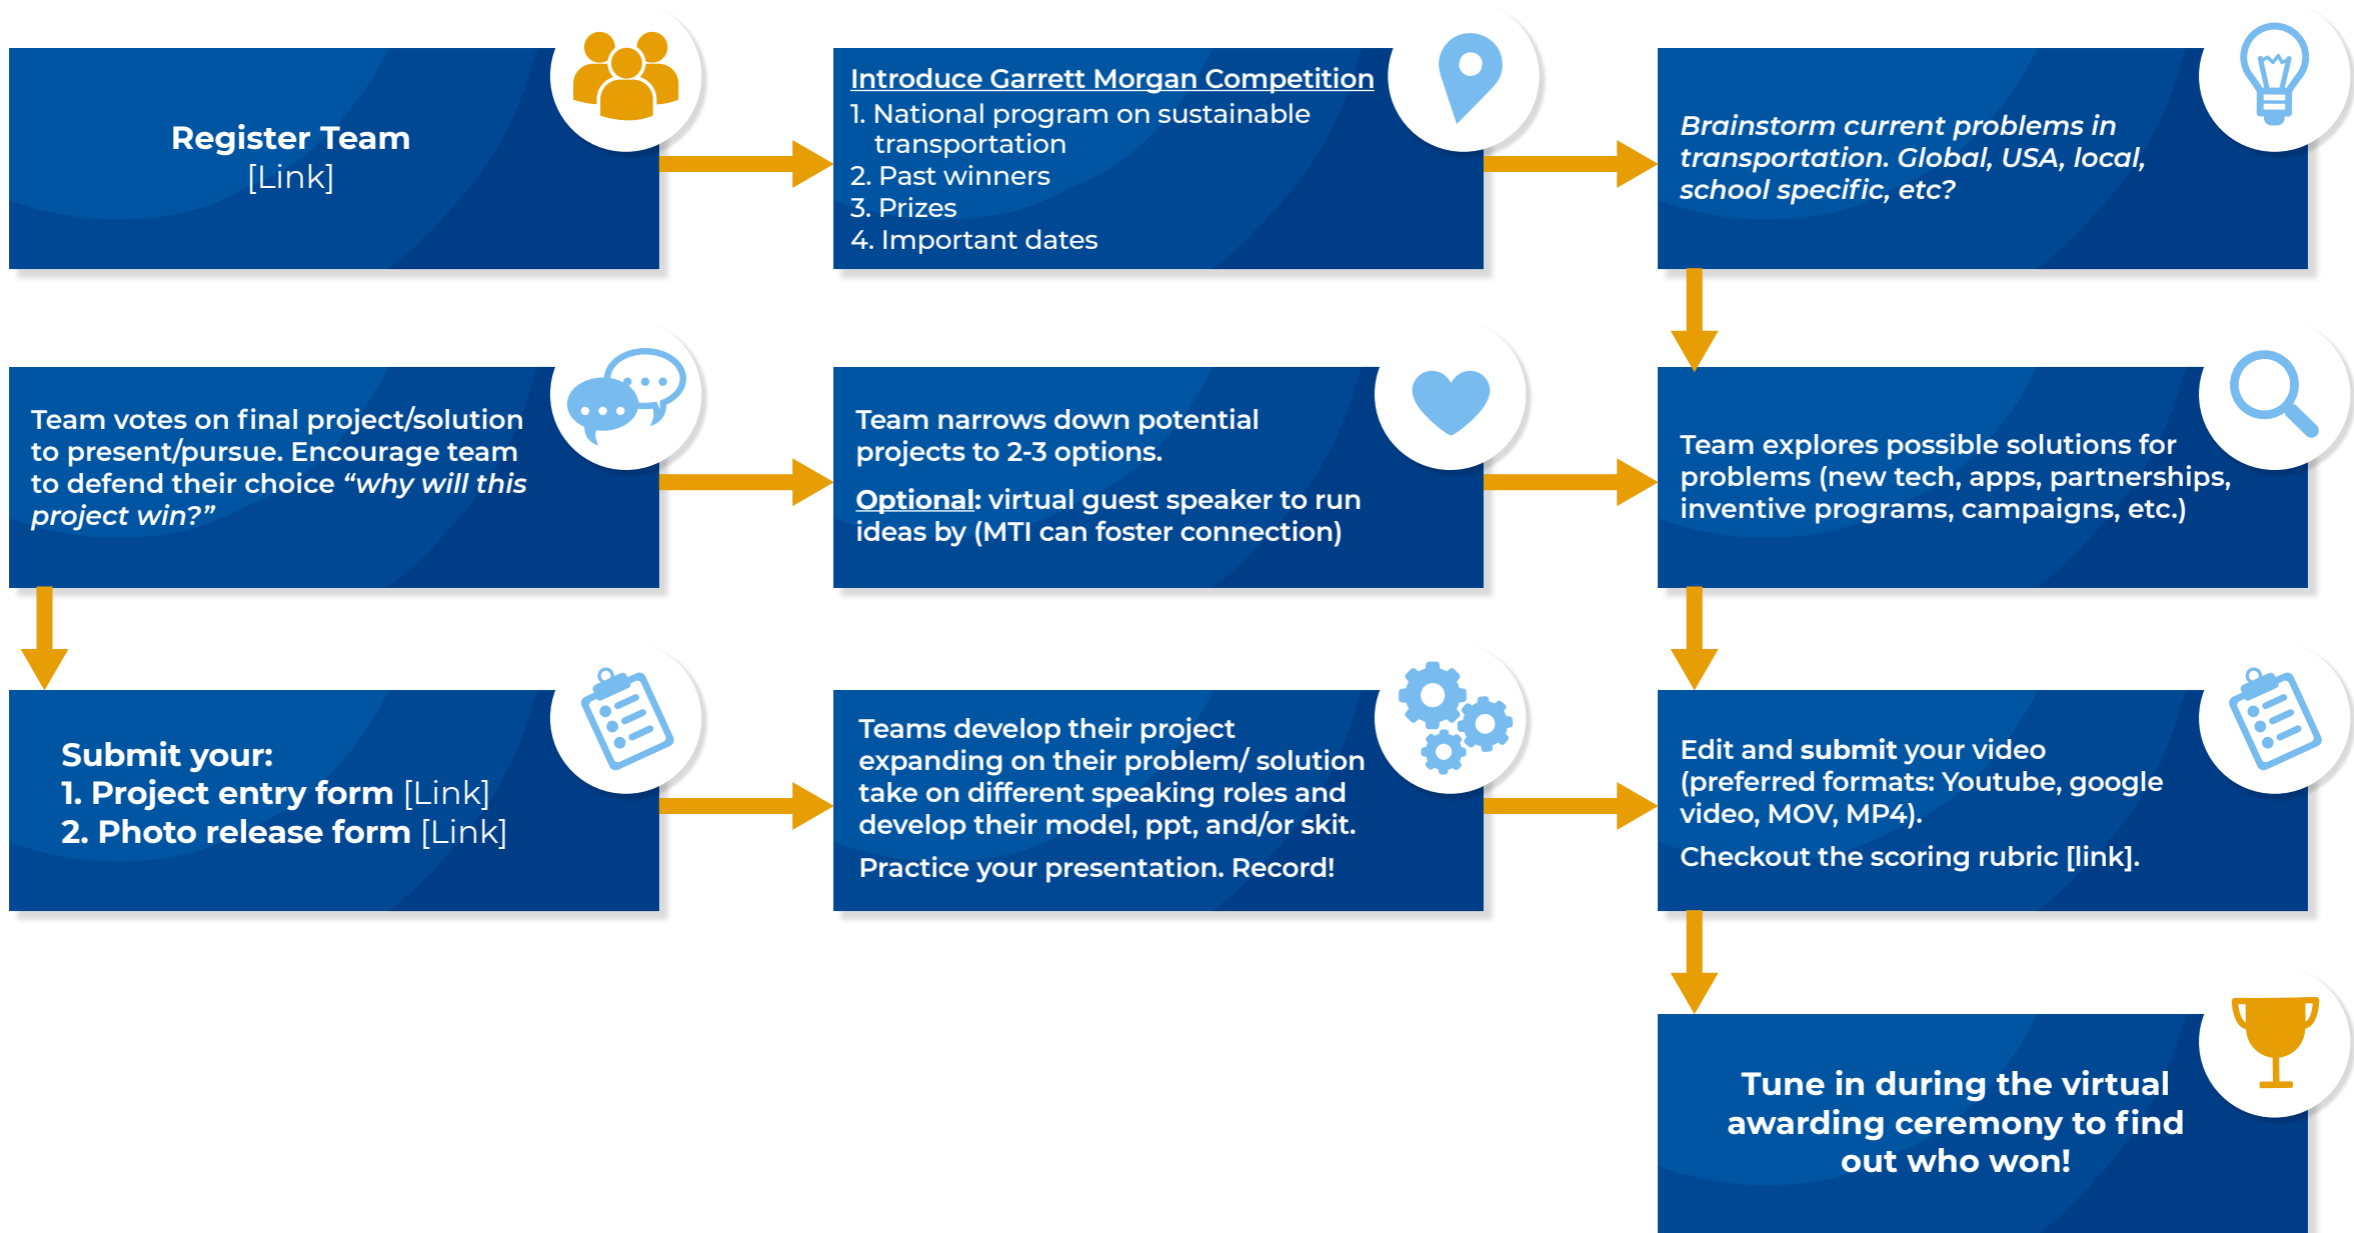 Register Team
[Link]
Introduce Garrett Morgan Competition
1. National program on sustainable
transportation
2. Past winners
3. Prizes
4. Important dates
Brainstorm current problems in
transportation. Global, USA, local,
school specific, etc?
Team votes on final project/solution
to present/pursue. Encourage team
to defend their choice “why will this
project win?”
Team narrows down potential
projects to 2-3 options.
Optional: virtual guest speaker to run
ideas by (MTI can foster connection)
Team explores possible solutions for
problems (new tech, apps, partnerships,
inventive programs, campaigns, etc.)
Submit your:
1. Project entry form [Link]
2. Photo release form [Link]
Teams develop their project
expanding on their problem/ solution
take on different speaking roles and
develop their model, ppt, and/or skit.
Practice your presentation. Record!
Edit and submit your video
(preferred formats: Youtube, google
video, MOV, MP4).
Checkout the scoring rubric [link].
Tune in during the virtual
awarding ceremony to find
out who won!